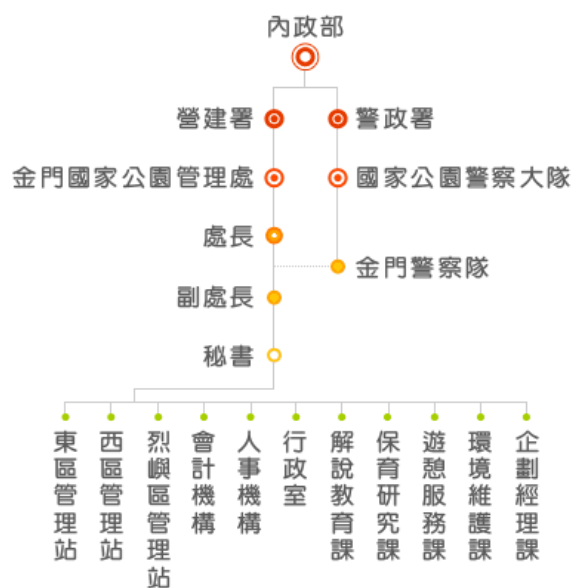 內政部
營建署
警政署
金門國家公園管理處
國家公園警察大隊
處長
金門警察隊
副處長
秘書
東區管理站
西區管理站
烈嶼區管理站
會計機構
人事機構
行政室
解說教育課
保育研究課
遊憩服務課
環境維護課
企劃經理課